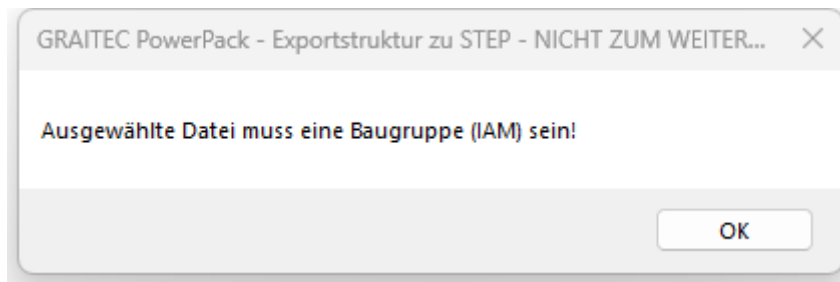 GRAITEC PowerPack - Exportstruktur zu STEP - NICHT ZUM WEITER...
Ausgewählte Datei muss eine Baugruppe (IAM) sein!
OK